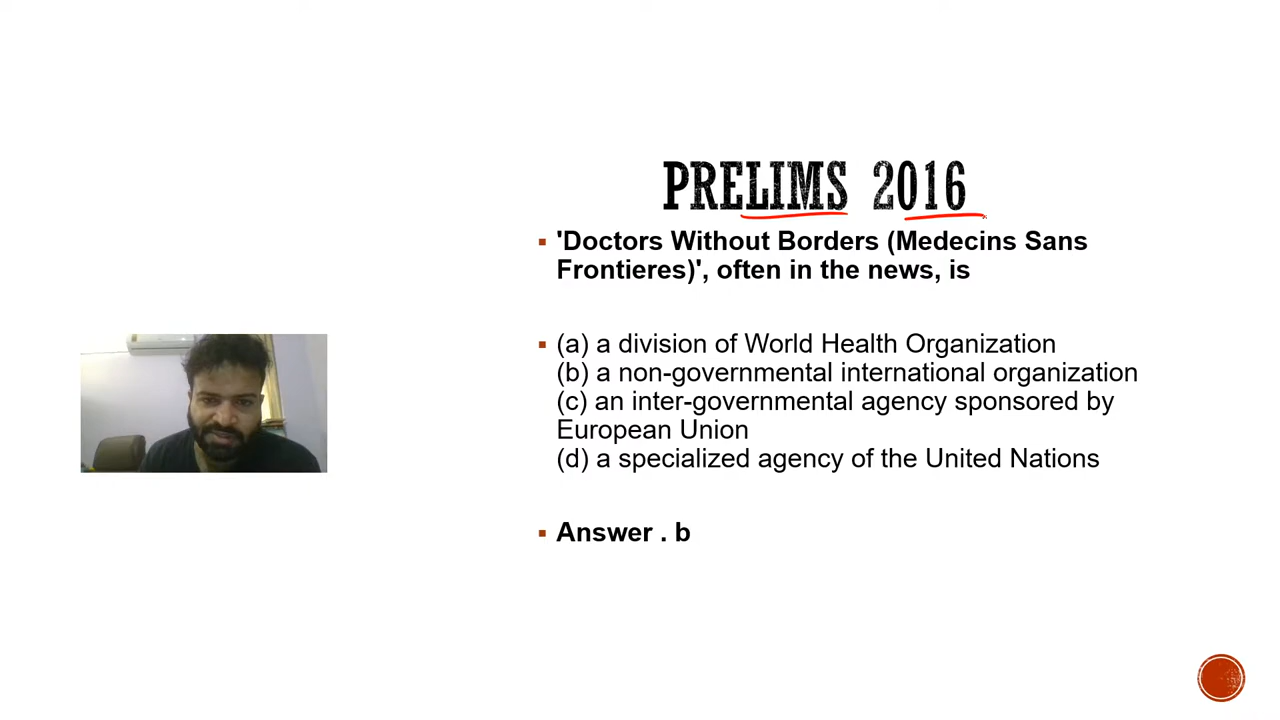 PRELIMS 2016
'Doctors Without Borders (Medecins Sans
Frontieres)', often in the news, is
(a) a division of World Health Organization
(b) a non-governmental international organization
(c) an inter-governmental agency sponsored by
European Union
(d) a specialized agency of the United Nations
Answer . b